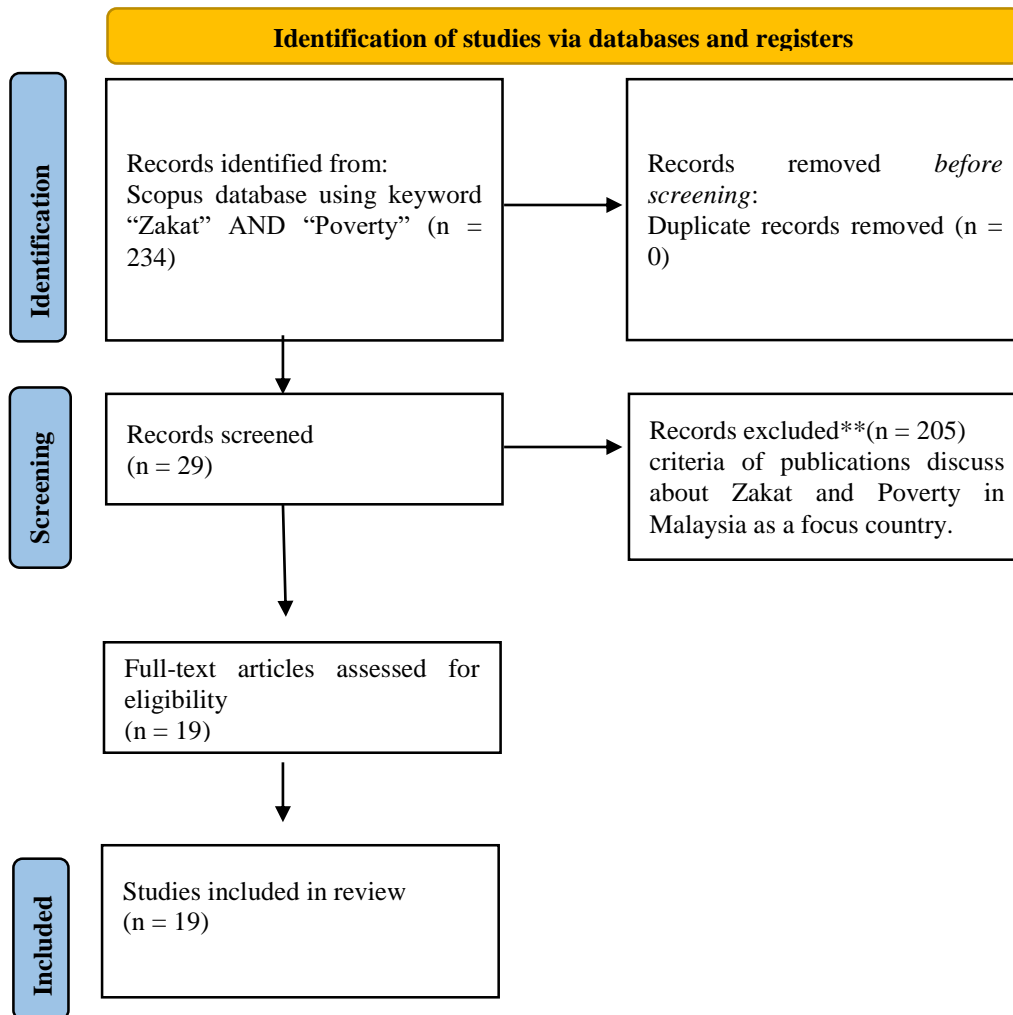 Identification of studies via databases and registers
Identification
Records identified from:
Scopus database using keyword
“Zakat” AND “Poverty” (n =
234)
Records removed before
screening:
Duplicate records removed (n =
0)
Screening
Records screened
(n = 29)
Records excluded**(n = 205)
criteria of publications discuss
about Zakat and Poverty in
Malaysia as a focus country.
Full-text articles assessed for
eligibility
(n = 19)
Included
Studies included in review
(n = 19)